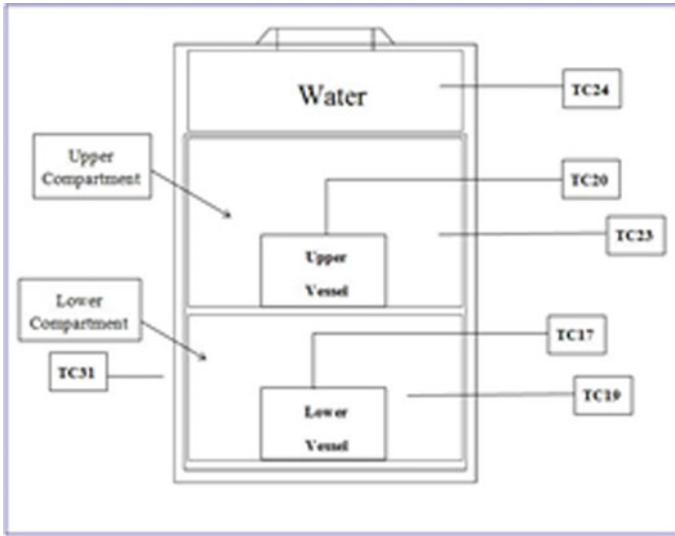 Water
TC24
Upper
Compartment
TC20
TC23
Upper
Vessel
Lower
Compartment
TC17
TC31
TC19
Lower
Vessel